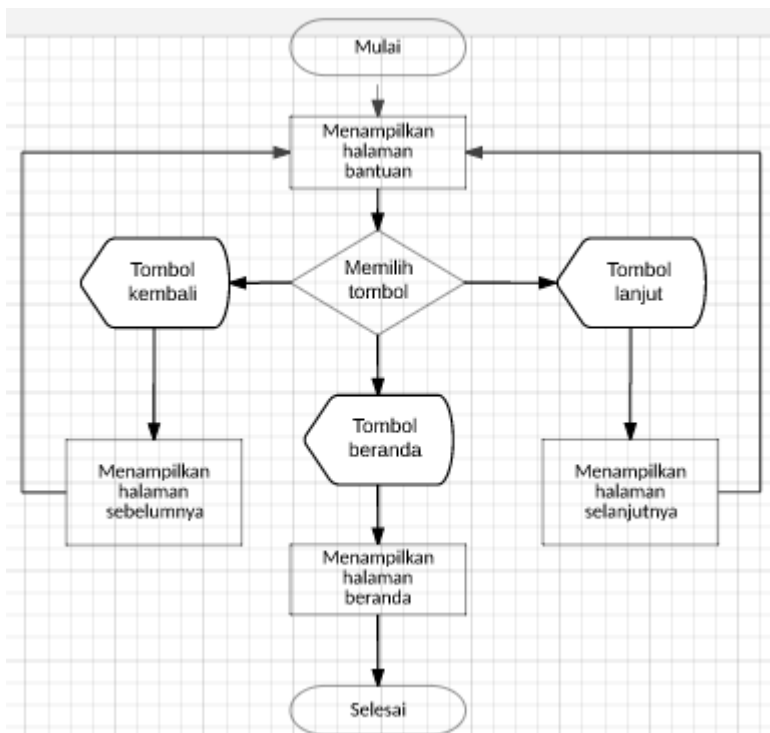 Mulai
Menampilkan
halaman
bantuan
Tombol
kembali
Memilih
tombol
Tombol
lanjut
Tombol
beranda
Menampilkan
halaman
sebelumnya
Menampilkan
halaman
selanjutnya
Menampilkan
halaman
beranda
Selesai